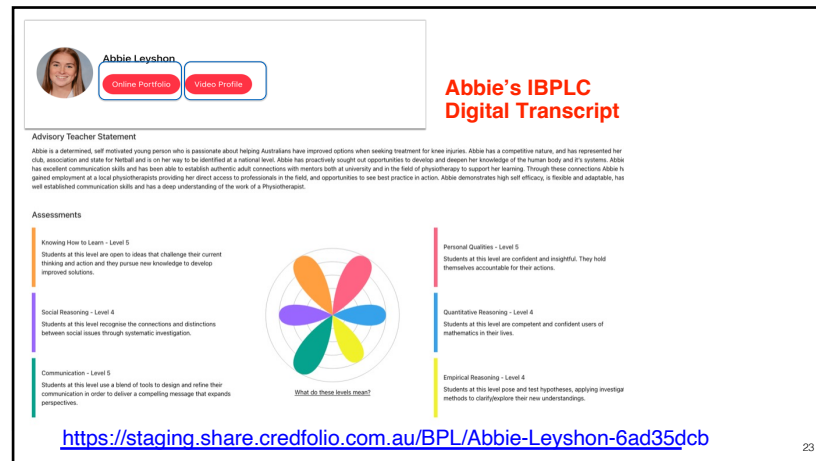 Abbie Leyshon
Online Portfolio
Video Profile
Abbie's IBPLC
Digital Transcript
Advisory Teacher Statement
Abbie is a determined, self motivated young person who is passionate about helping Australians have improved options when seeking treatment for knee injuries. Abbie has a competitive nature, and has represented her
club, association and state for Netball and is on her way to be identified at a national level. Abbie has proactively sought out opportunities to develop and deepen her knowledge of the human body and it's systems. Abbie
has excellent communication skills and has been able to establish authentic adult connections with mentors both at university and in the field of physiotherapy to support her learning. Through these connections Abbie
gained employment at a local physiotherapists providing her direct access to professionals in the field, and opportunities to see best practice in action. Abbie demonstrates high self efficacy, is flexible and adaptable, has
well established communication skills and has a deep understanding of the work of a Physiotherapist.
Assessments
Knowing How to Learn - Level 5
Students at this level are open to ideas that challenge their current
thinking and action and they pursue new knowledge to develop
improved solutions.
Social Reasoning - Level 4
Students at this level recognise the connections and distinctions
between social issues through systematic investigation.
Communication - Level 5
Students at this level use a blend of tools to design and refine their
communication in order to deliver a compelling message that expands
perspectives.
What do these levels mean?
Personal Qualities - Level 5
Students at this level are confident and insightful. They hold
themselves accountable for their actions.
Quantitative Reasoning - Level 4
Students at this level are competent and confident users of
mathematics in their lives.
Empirical Reasoning - Level 4
Students at this level pose and test hypotheses, applying
methods to clarify/explore their new understandings.
https://staging.share.credfolio.com.au/BPL/Abbie-Leyshon-6ad35dcb
23